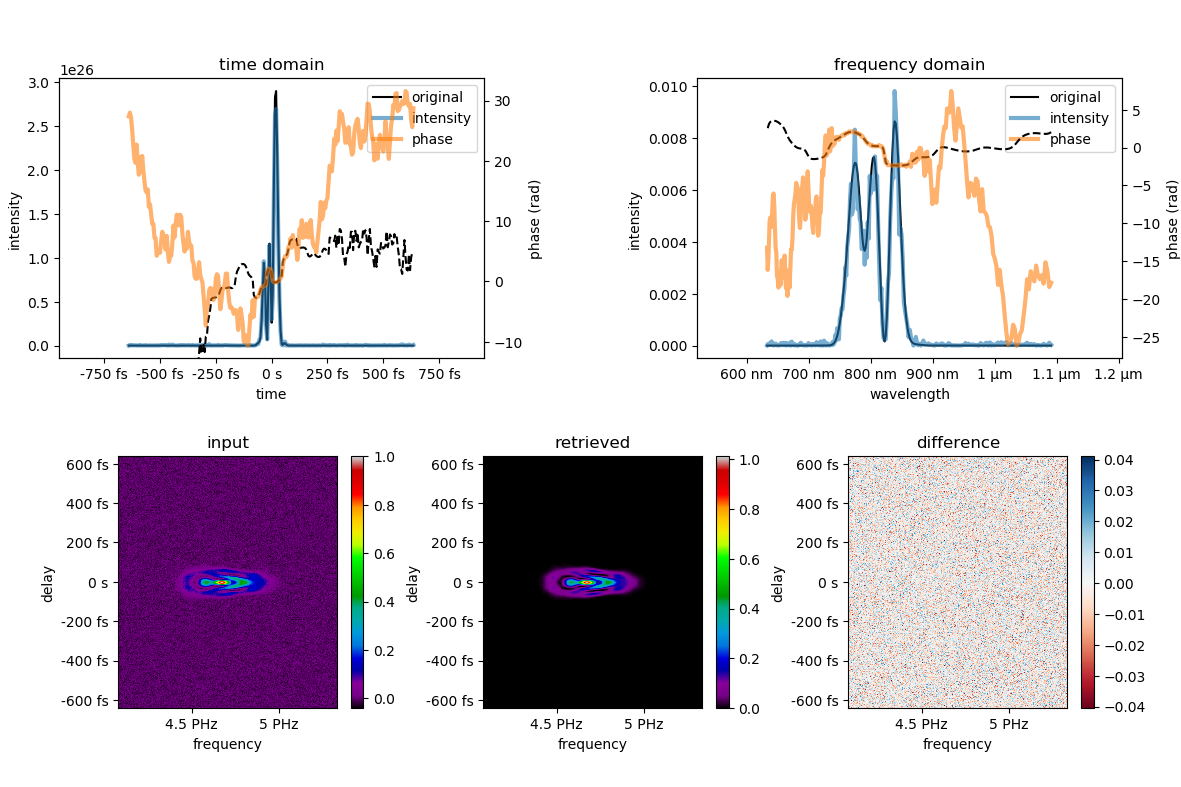 time domain
1e26
3.0
2.5
2.0
1.5
1.0
0.5
0.0
intensity
-750 fs -500 fs -250 fs 0 s 250 fs 500 fs 750 fs
time
30
20
10
0
−10
phase (rad)
original
intensity
phase
frequency domain
0.010
0.008
0.006
0.004
0.002
0.000
intensity
600 nm 700 nm 800 nm 900 nm 1 µm 1.1 µm 1.2 µm
wavelength
5
0
−5
−10
−15
−20
−25
phase (rad)
original
intensity
phase
input
600 fs
400 fs
200 fs
0 s
-200 fs
-400 fs
-600 fs
delay
4.5 PHz 5 PHz
frequency
1.0
0.8
0.6
0.4
0.2
0.0
retrieved
600 fs
400 fs
200 fs
0 s
-200 fs
-400 fs
-600 fs
delay
4.5 PHz 5 PHz
frequency
1.0
0.8
0.6
0.4
0.2
0.0
difference
600 fs
400 fs
200 fs
0 s
-200 fs
-400 fs
-600 fs
delay
4.5 PHz 5 PHz
frequency
0.04
0.03
0.02
0.01
0.00
−0.01
−0.02
−0.03
−0.04